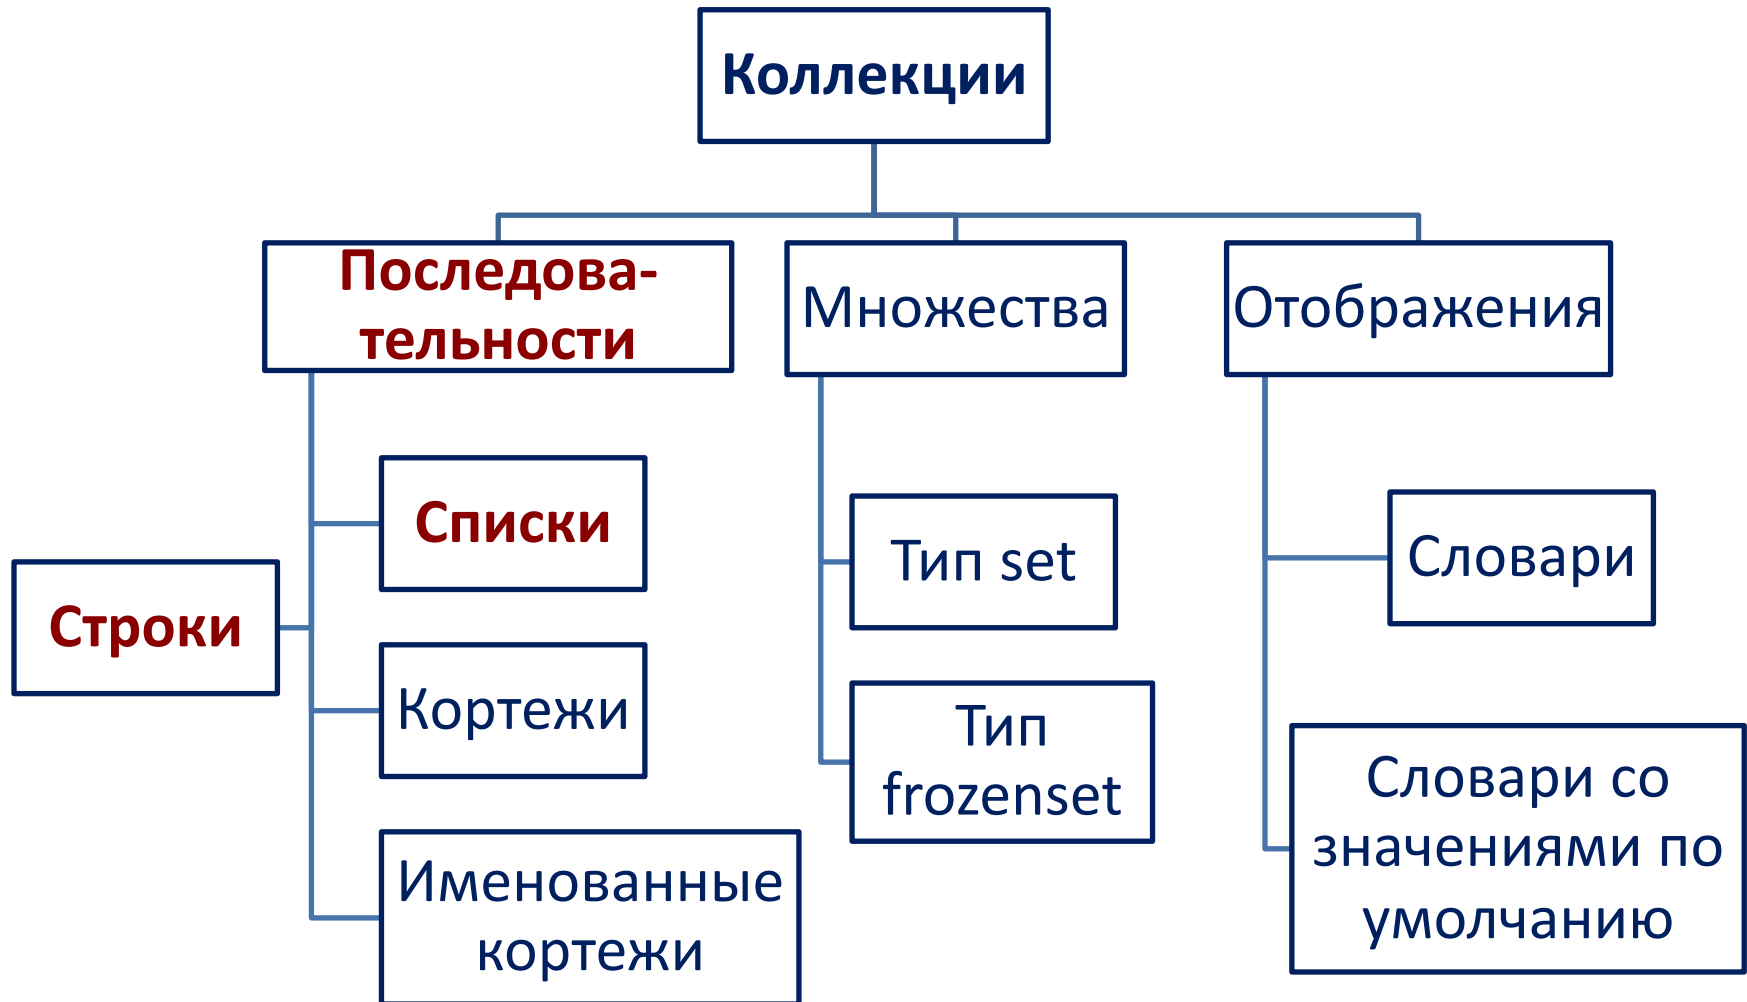 Коллекции
Последова-
тельности
Множества
Отображения
Списки
Строки
Кортежи
Именованные
кортежи
Тип set
Тип
frozenset
Словари
Словари со
значениями по
умолчанию